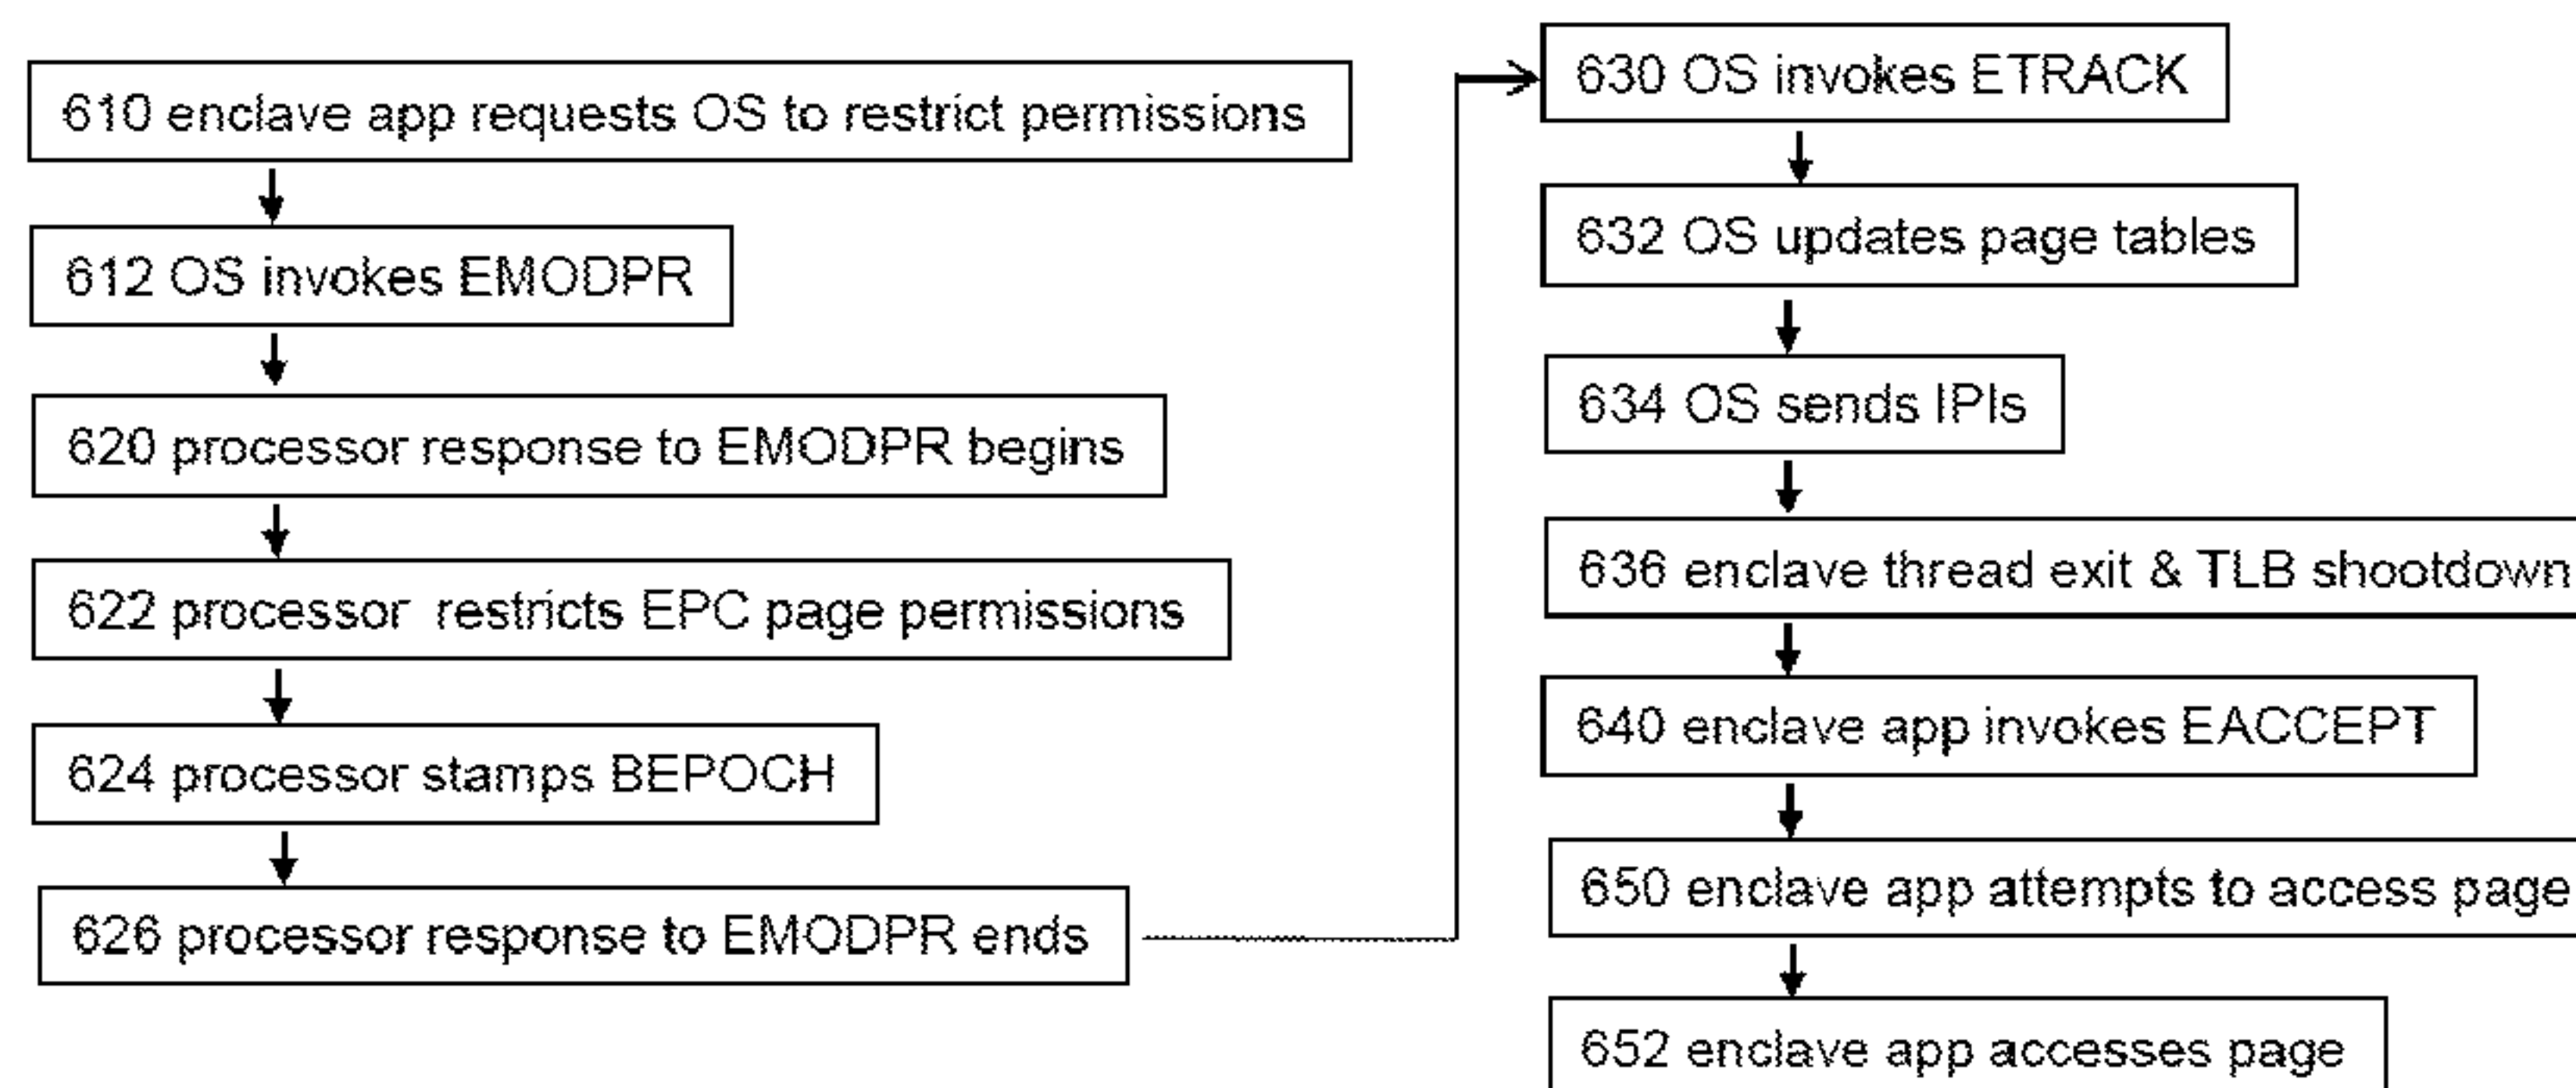 610 enclave app requests OS to restrict permissions
612 OS invokes EMODPR
620 processor response to EMODPR begins
622 processor restricts EPC page permissions
624 processor stamps BEPOCH
626 processor response to EMODPR ends
630 OS invokes ETRACK
632 OS updates page tables
634 OS sends IPIs
636 enclave thread exit & TLB shootdown
640 enclave app invokes EACCEPT
650 enclave app attempts to access page
652 enclave app accesses page